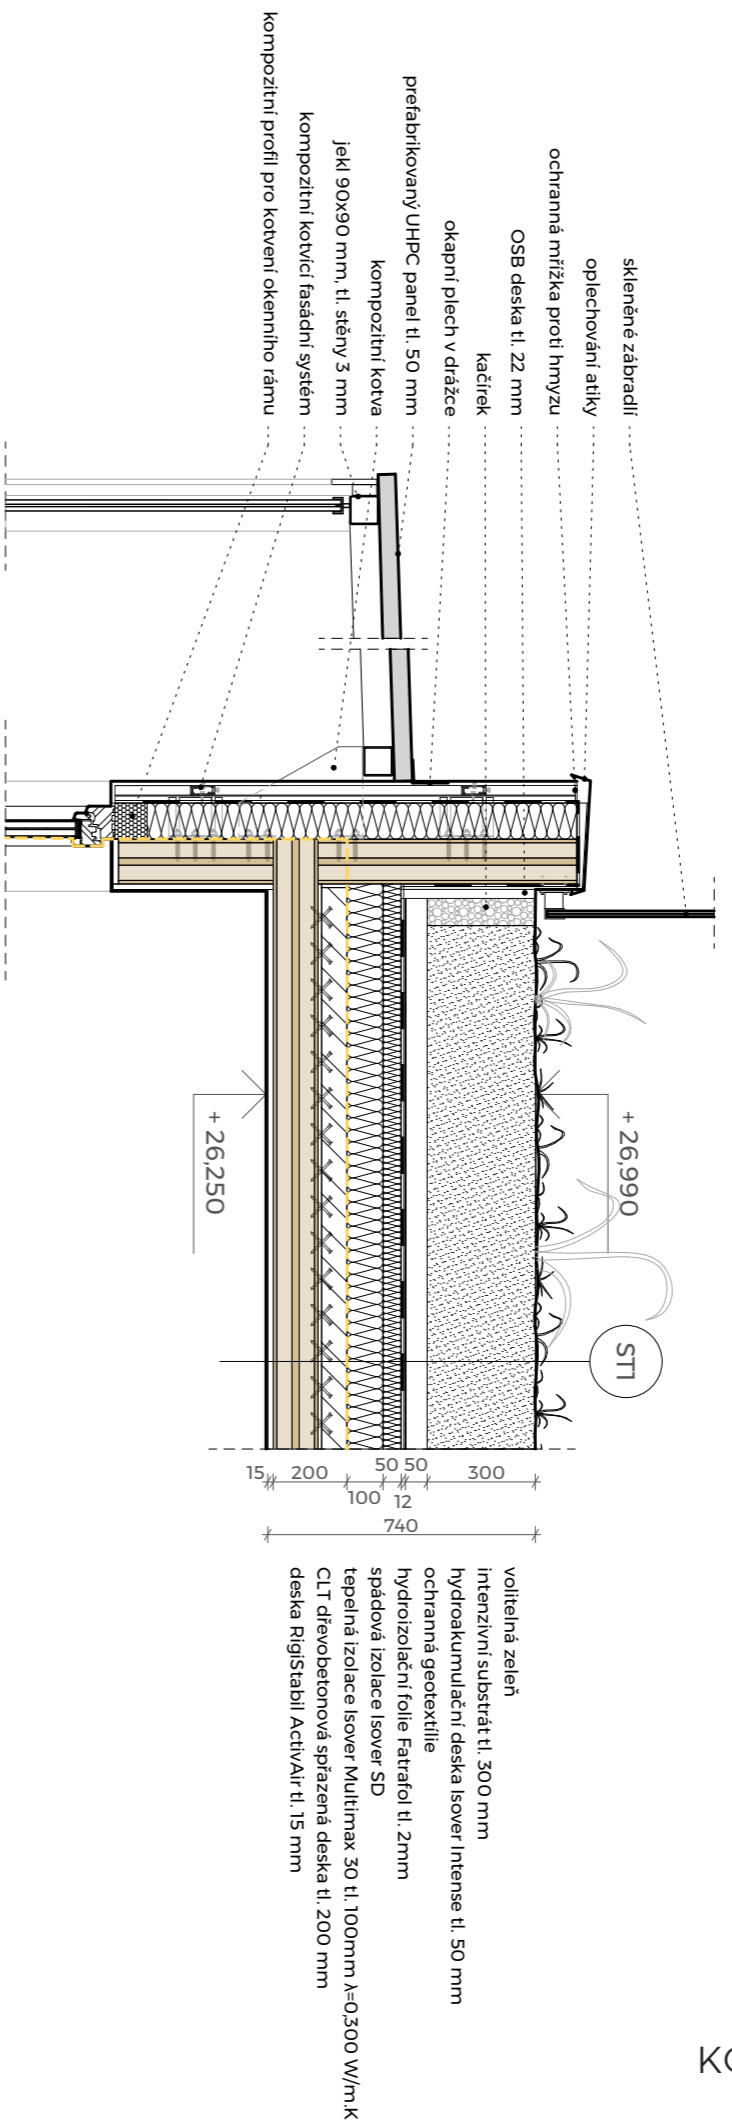 skleněné zábradlí
oplechování atiky
ochranná mřížka proti hmyzu
OSB deska tl. 22 mm
kačírek
okapní plech v drážce
prefabrikovaný UHPC panel tl. 50 mm
kompozitní kotva
jekl 90x90 mm, tl. stěny 3 mm
kompozitní kotvící fasádní systém
kompozitní profil pro kotvení okenního rámu
+ 26,990
+ 26,250
ST1
15
200
100
50
12
50
300
740
volitelná zeleň
intenzivní substrát tl. 300 mm
hydroakumulační deska Isover Intense tl. 50 mm
ochranná geotextílie
hydroizolační folie Fatrafol tl. 2mm
spádová izolace Isover SD
tepelná izolace Isover Multimax 30 tl. 100mm λ=0,300 W/m.K
CLT dřevobetonová spřazená deska tl. 200 mm
deska RigiStabil ActivAir tl. 15 mm